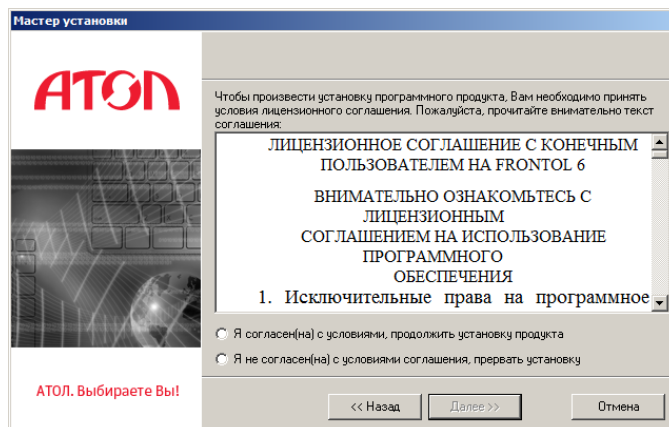 Мастер установки
АТОЛ
Чтобы произвести установку программного продукта, Вам необходимо принять
условия лицензионного соглашения. Пожалуйста, прочитайте внимательно текст
соглашения:
ЛИЦЕНЗИОННОЕ СОГЛАШЕНИЕ С КОНЕЧНЫМ
ПОЛЬЗОВАТЕЛЕМ НА FRONTOL 6
ВНИМАТЕЛЬНО ОЗНАКОМЬТЕСЬ С
ЛИЦЕНЗИОННЫМ
СОГЛАШЕНИЕМ НА ИСПОЛЬЗОВАНИЕ
ПРОГРАММНОГО
ОБЕСПЕЧЕНИЯ
1. Исключительные права на программное
Я согласен(на) с условиями, продолжить установку продукта
Я не согласен(на) с условиями соглашения, прервать установку
АТОЛ. Выбираете Вы!
<< Назад
Далее >>
Отмена